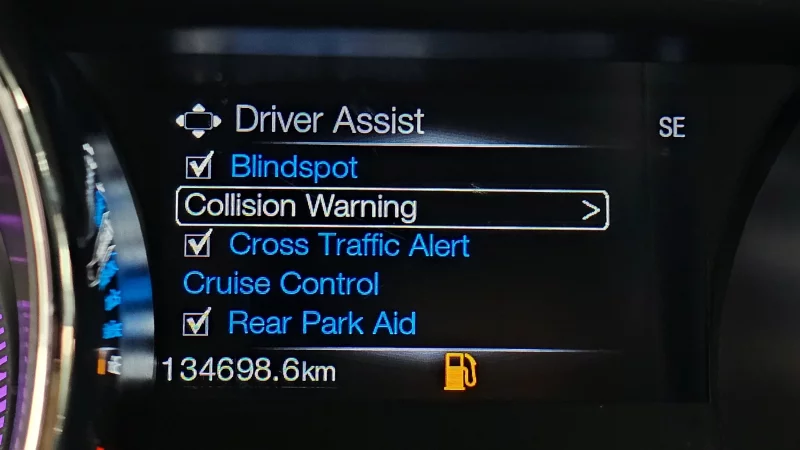 Driver Assist
SE
Blindspot
Collision Warning >
Cross Traffic Alert
Cruise Control
Rear Park Aid
134698.6km